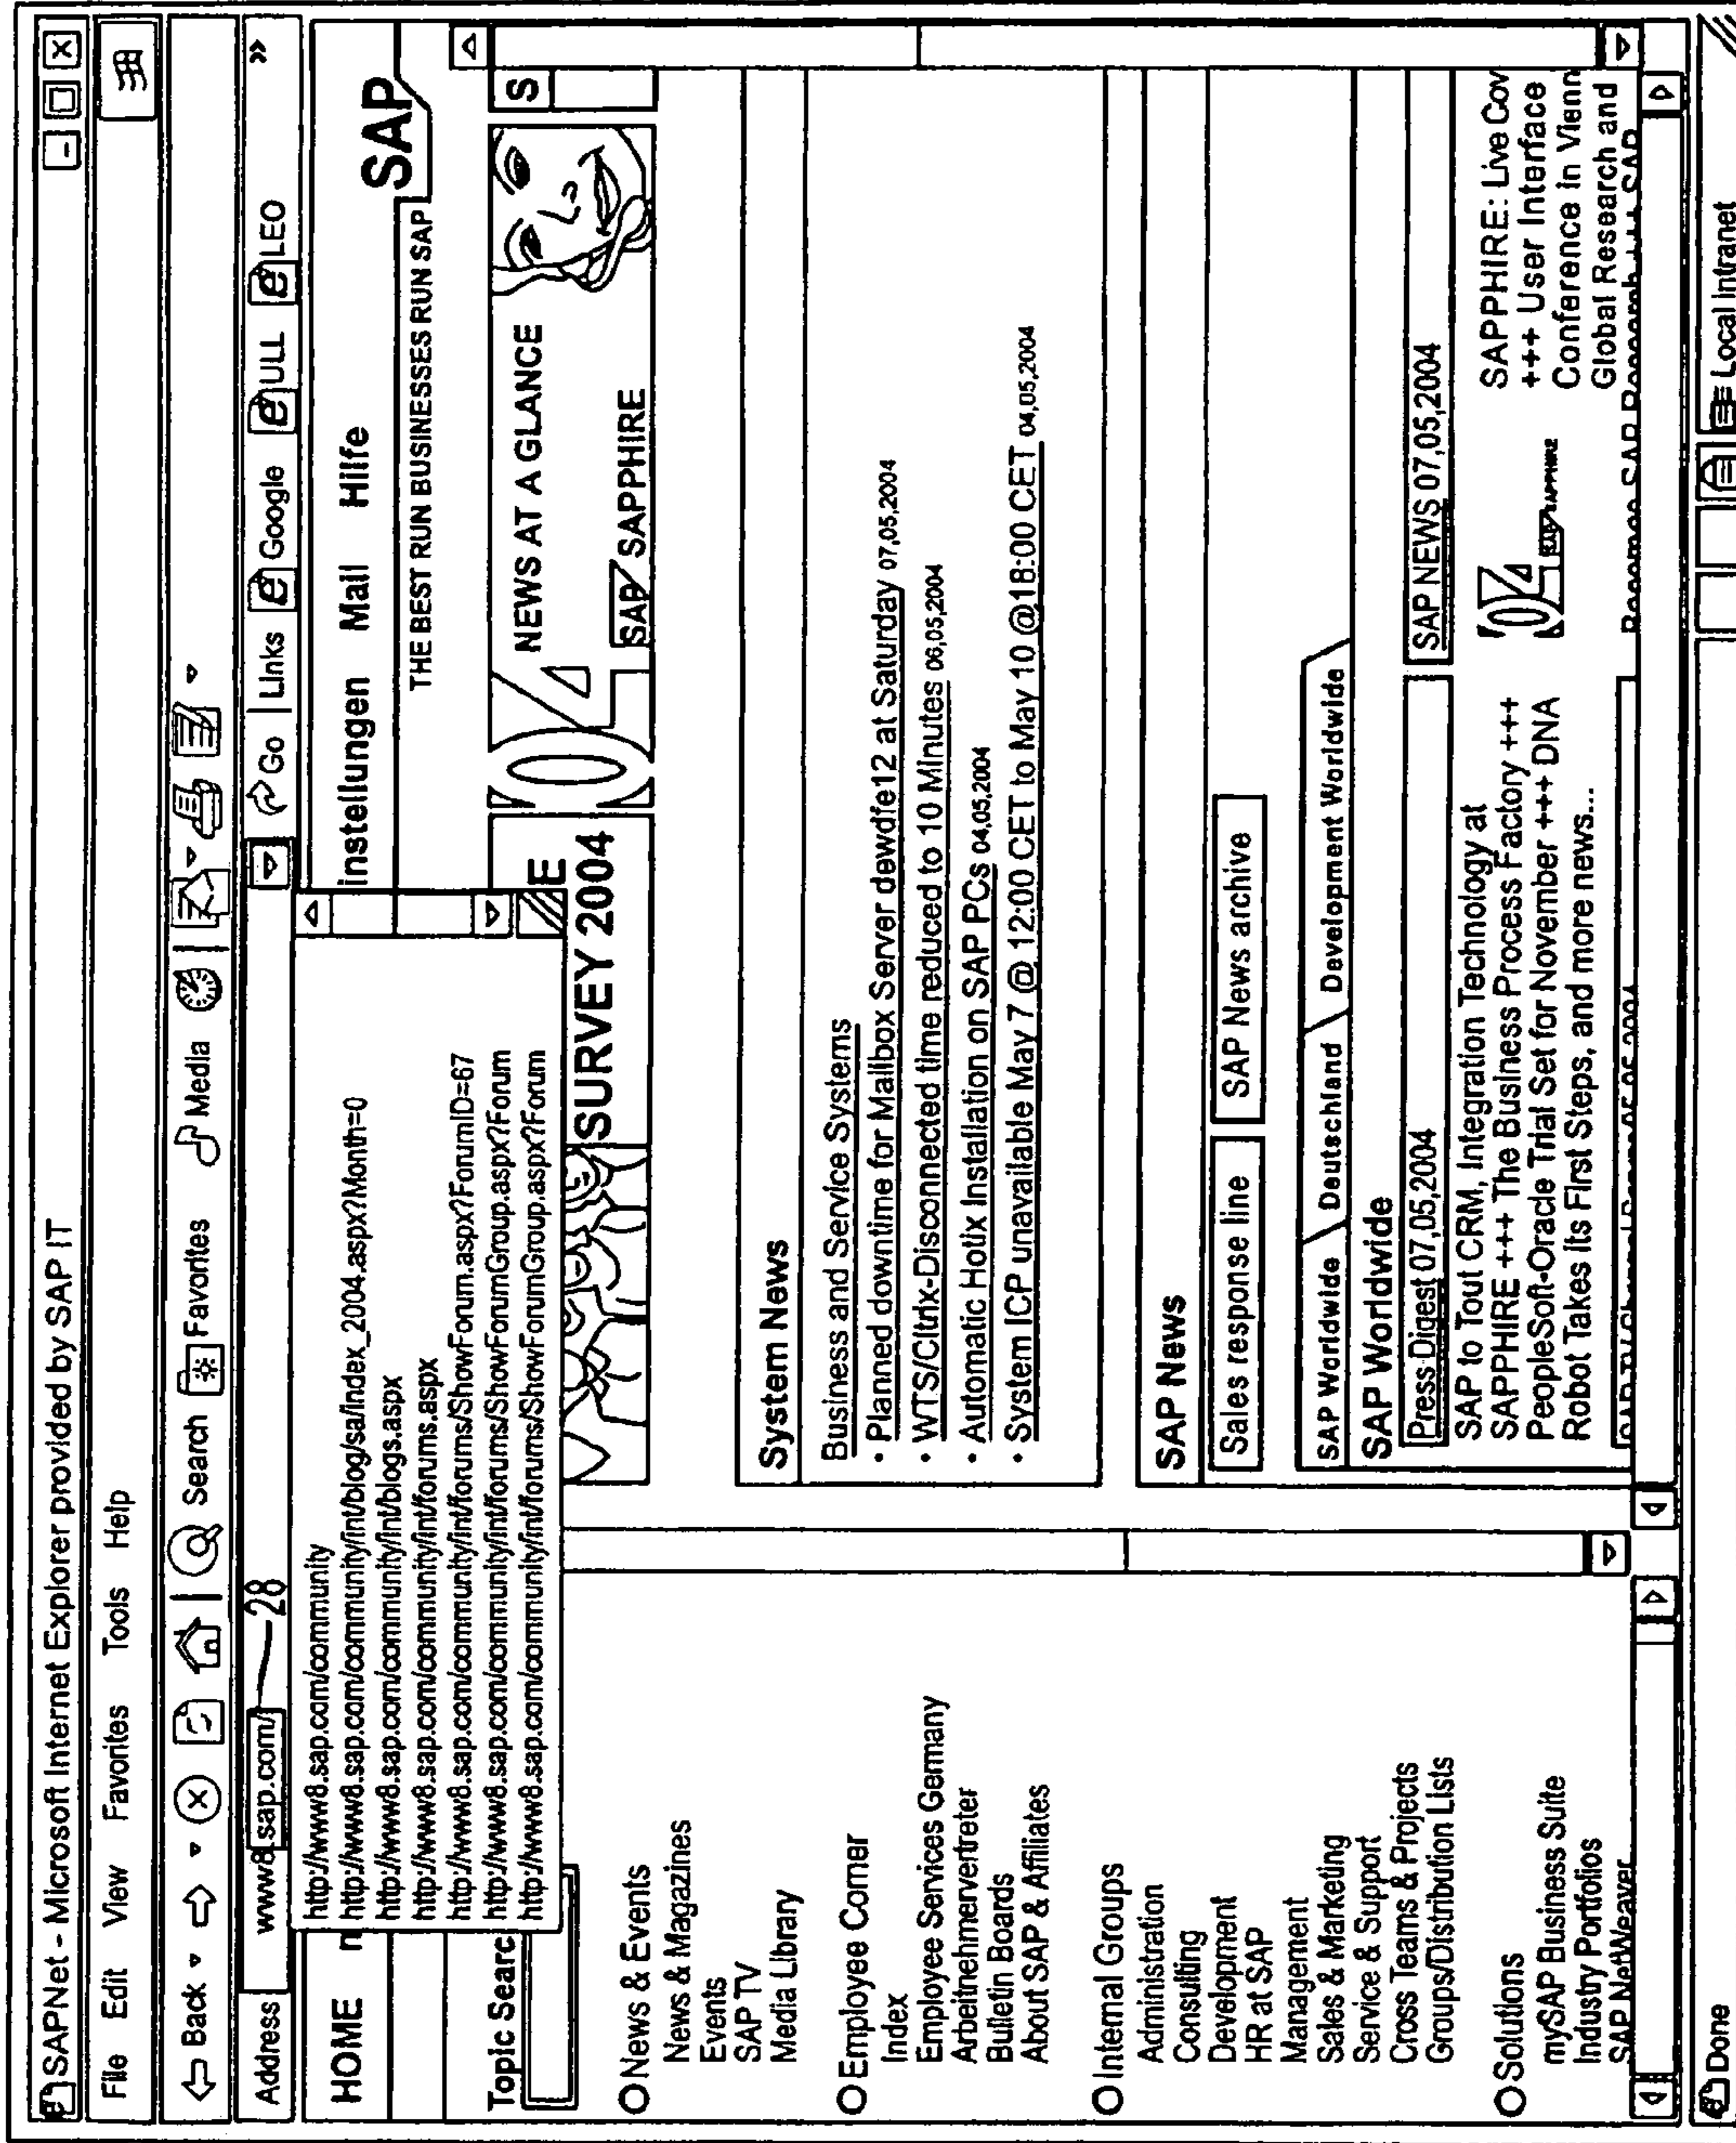 SAPNet - Microsoft Internet Explorer provided by SAP IT
File Edit View Favorites Tools Help
Back Search Favorites Media
Address www8.sap.com/ 28 Go Links Google ULL LEO »
http://www8.sap.com/community
http://www8.sap.com/community/int/blog/sa/index_2004.aspx?Month=0
http://www8.sap.com/community/int/blogs.aspx
http://www8.sap.com/community/int/forums.aspx
http://www8.sap.com/community/int/forums/ShowForum.aspx?ForumID=67
http://www8.sap.com/community/int/forums/ShowForumGroup.aspx?Forum
http://www8.sap.com/community/int/forums/ShowForumGroup.aspx?Forum
HOME n instellungen Mail Hilfe
THE BEST RUN BUSINESSES RUN SAP
SAP
Topic Searc
News & Events
News & Magazines
Events
SAP TV
Media Library
Employee Corner
Index
Employee Services Germany
Arbeitnehmervertreter
Bulletin Boards
About SAP & Affiliates
Internal Groups
Administration
Consulting
Development
HR at SAP
Management
Sales & Marketing
Service & Support
Cross Teams & Projects
Groups/Distribution Lists
Solutions
mySAP Business Suite
Industry Portfolios
SAP NetWeaver
E
SURVEY 2004
'04
NEWS AT A GLANCE
SAP SAPPHIRE
S
System News
Business and Service Systems
• Planned downtime for Mailbox Server dewdfe12 at Saturday 07,05,2004
• WTS/Citrix-Disconnected time reduced to 10 Minutes 06,05,2004
• Automatic Hotix Installation on SAP PCs 04,05,2004
• System ICP unavailable May 7 @ 12:00 CET to May 10 @18:00 CET 04,05,2004
SAP News
Sales response line SAP News archive
SAP Worldwide Deutschland Development Worldwide
SAP Worldwide
Press Digest 07,05,2004
SAP to Tout CRM, Integration Technology at
SAPPHIRE +++ The Business Process Factory +++
PeopleSoft-Oracle Trial Set for November +++ DNA
Robot Takes its First Steps, and more news...
SAP NEWS 07,05,2004
'04 SAP SAPPHIRE
SAPPHIRE: Live Cov
+++ User Interface
Conference in Vienn
Global Research and
Done Local Intranet